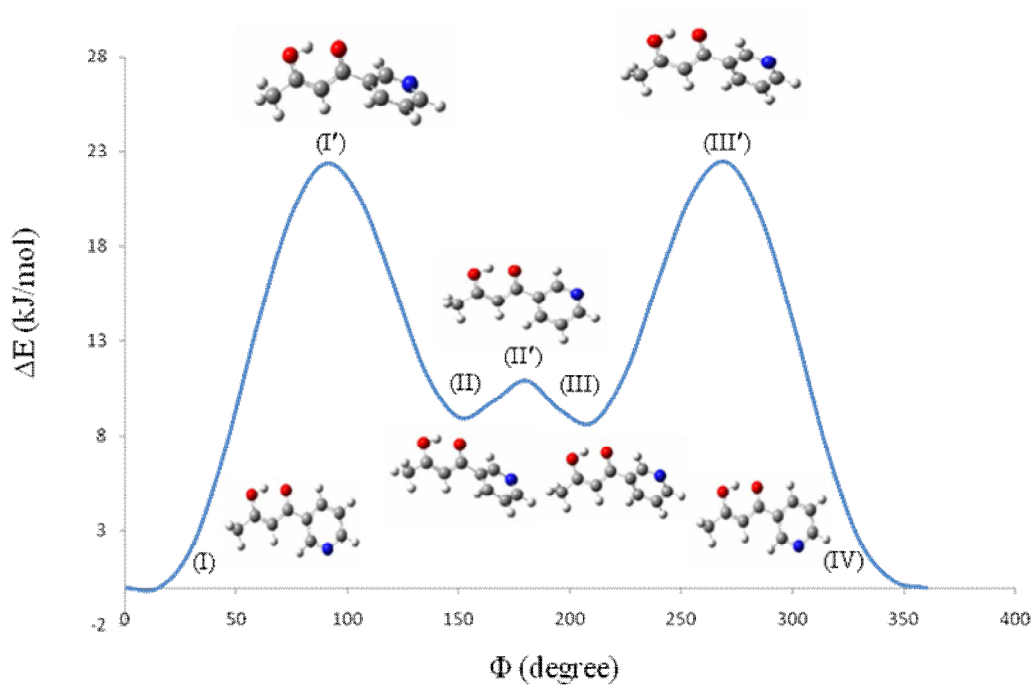 28
23
18
13
8
3
-2
ΔE (kJ/mol)
(I')
(III')
(II')
(II)
(III)
(I)
(IV)
0
50
100
150
200
250
300
350
400
Φ (degree)